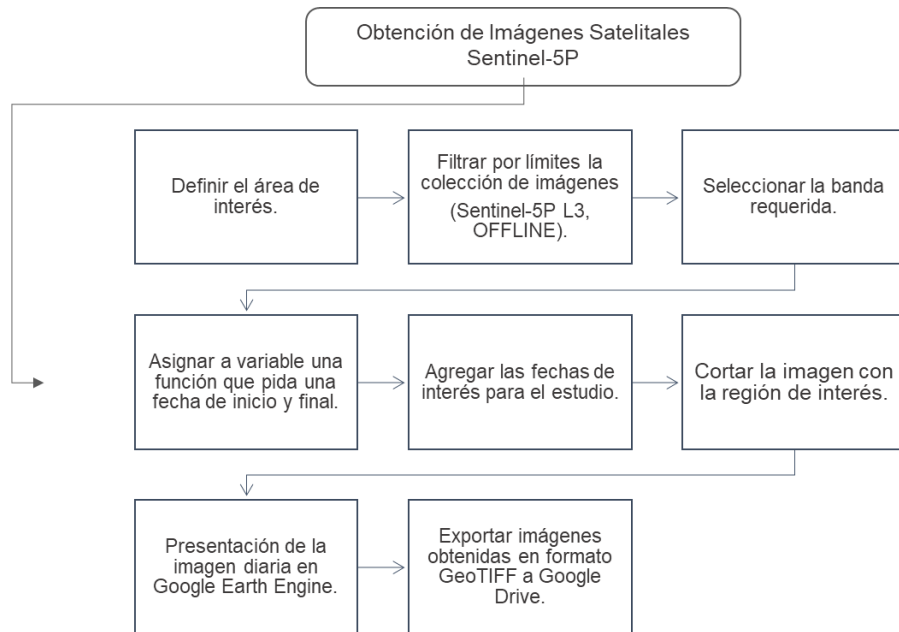 Obtención de Imágenes Satelitales
Sentinel-5P
Definir el área de
interés.
Filtrar por límites la
colección de imágenes
(Sentinel-5P L3,
OFFLINE).
Seleccionar la banda
requerida.
Asignar a variable una
función que pida una
fecha de inicio y final.
Agregar las fechas de
interés para el estudio.
Cortar la imagen con
la región de interés.
Presentación de la
imagen diaria en
Google Earth Engine.
Exportar imágenes
obtenidas en formato
GeoTIFF a Google
Drive.